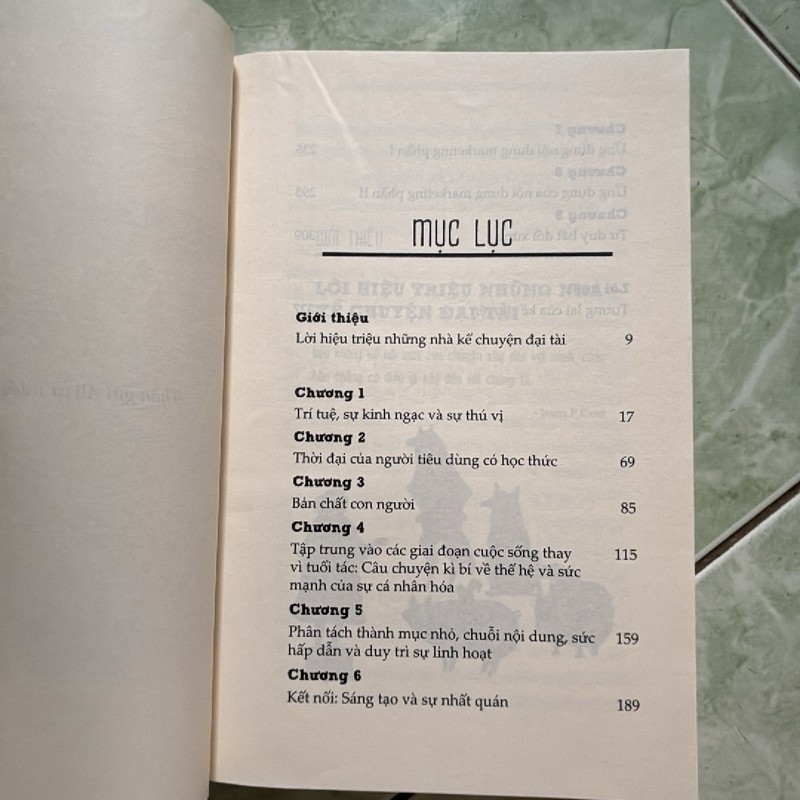 MỤC LỤC
Giới thiệu
Lời hiệu triệu những nhà kể chuyện đại tài 9
Chương 1
Trí tuệ, sự kinh ngạc và sự thú vị 17
Chương 2
Thời đại của người tiêu dùng có học thức 69
Chương 3
Bản chất con người 85
Chương 4
Tập trung vào các giai đoạn cuộc sống thay 115
vì tuổi tác: Câu chuyện kì bí về thế hệ và sức
mạnh của sự cá nhân hóa
Chương 5
Phân tách thành mục nhỏ, chuỗi nội dung, sức 159
hấp dẫn và duy trì sự linh hoạt
Chương 6
Kết nối: Sáng tạo và sự nhất quán 189